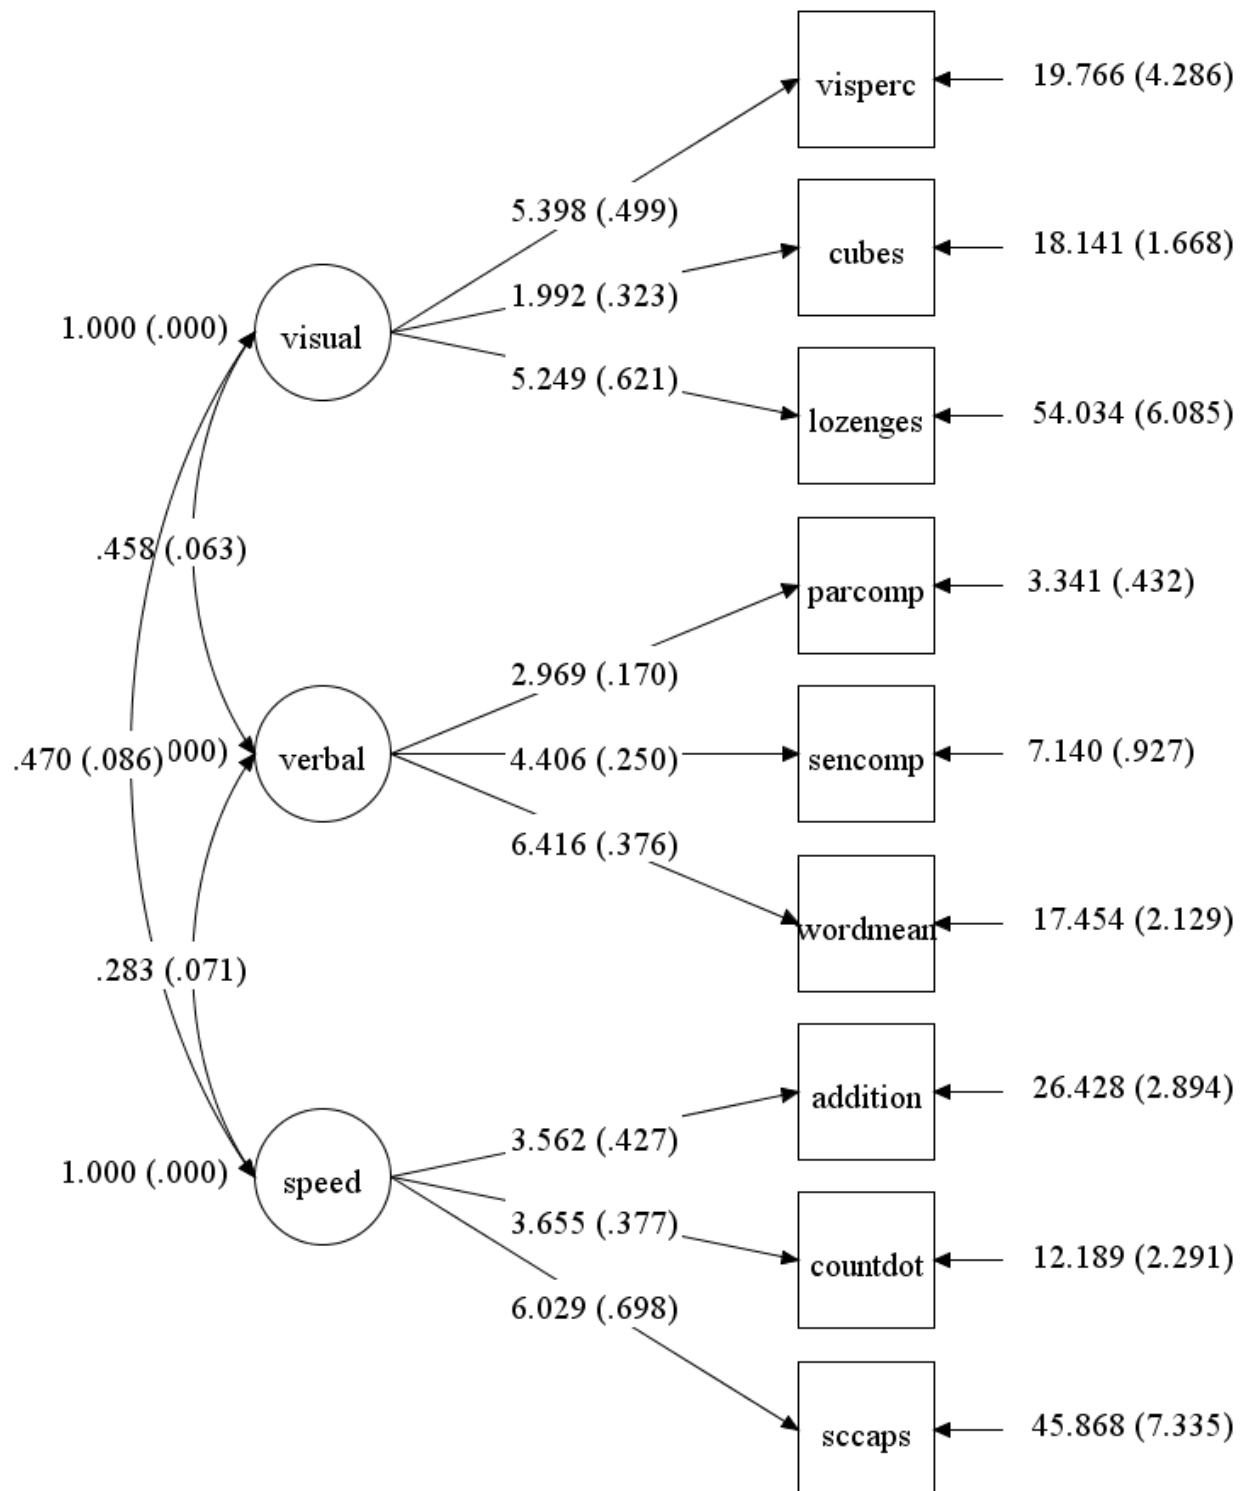 visperc
19.766 (4.286)
5.398 (.499)
cubes
18.141 (1.668)
1.992 (.323)
1.000 (.000)
visual
5.249 (.621)
lozenges
54.034 (6.085)
.458 (.063)
parcomp
3.341 (.432)
2.969 (.170)
.470 (.086)
000)
verbal
4.406 (.250)
sencomp
7.140 (.927)
6.416 (.376)
wordmean
17.454 (2.129)
.283 (.071)
addition
26.428 (2.894)
3.562 (.427)
1.000 (.000)
speed
3.655 (.377)
countdot
12.189 (2.291)
6.029 (.698)
sccaps
45.868 (7.335)